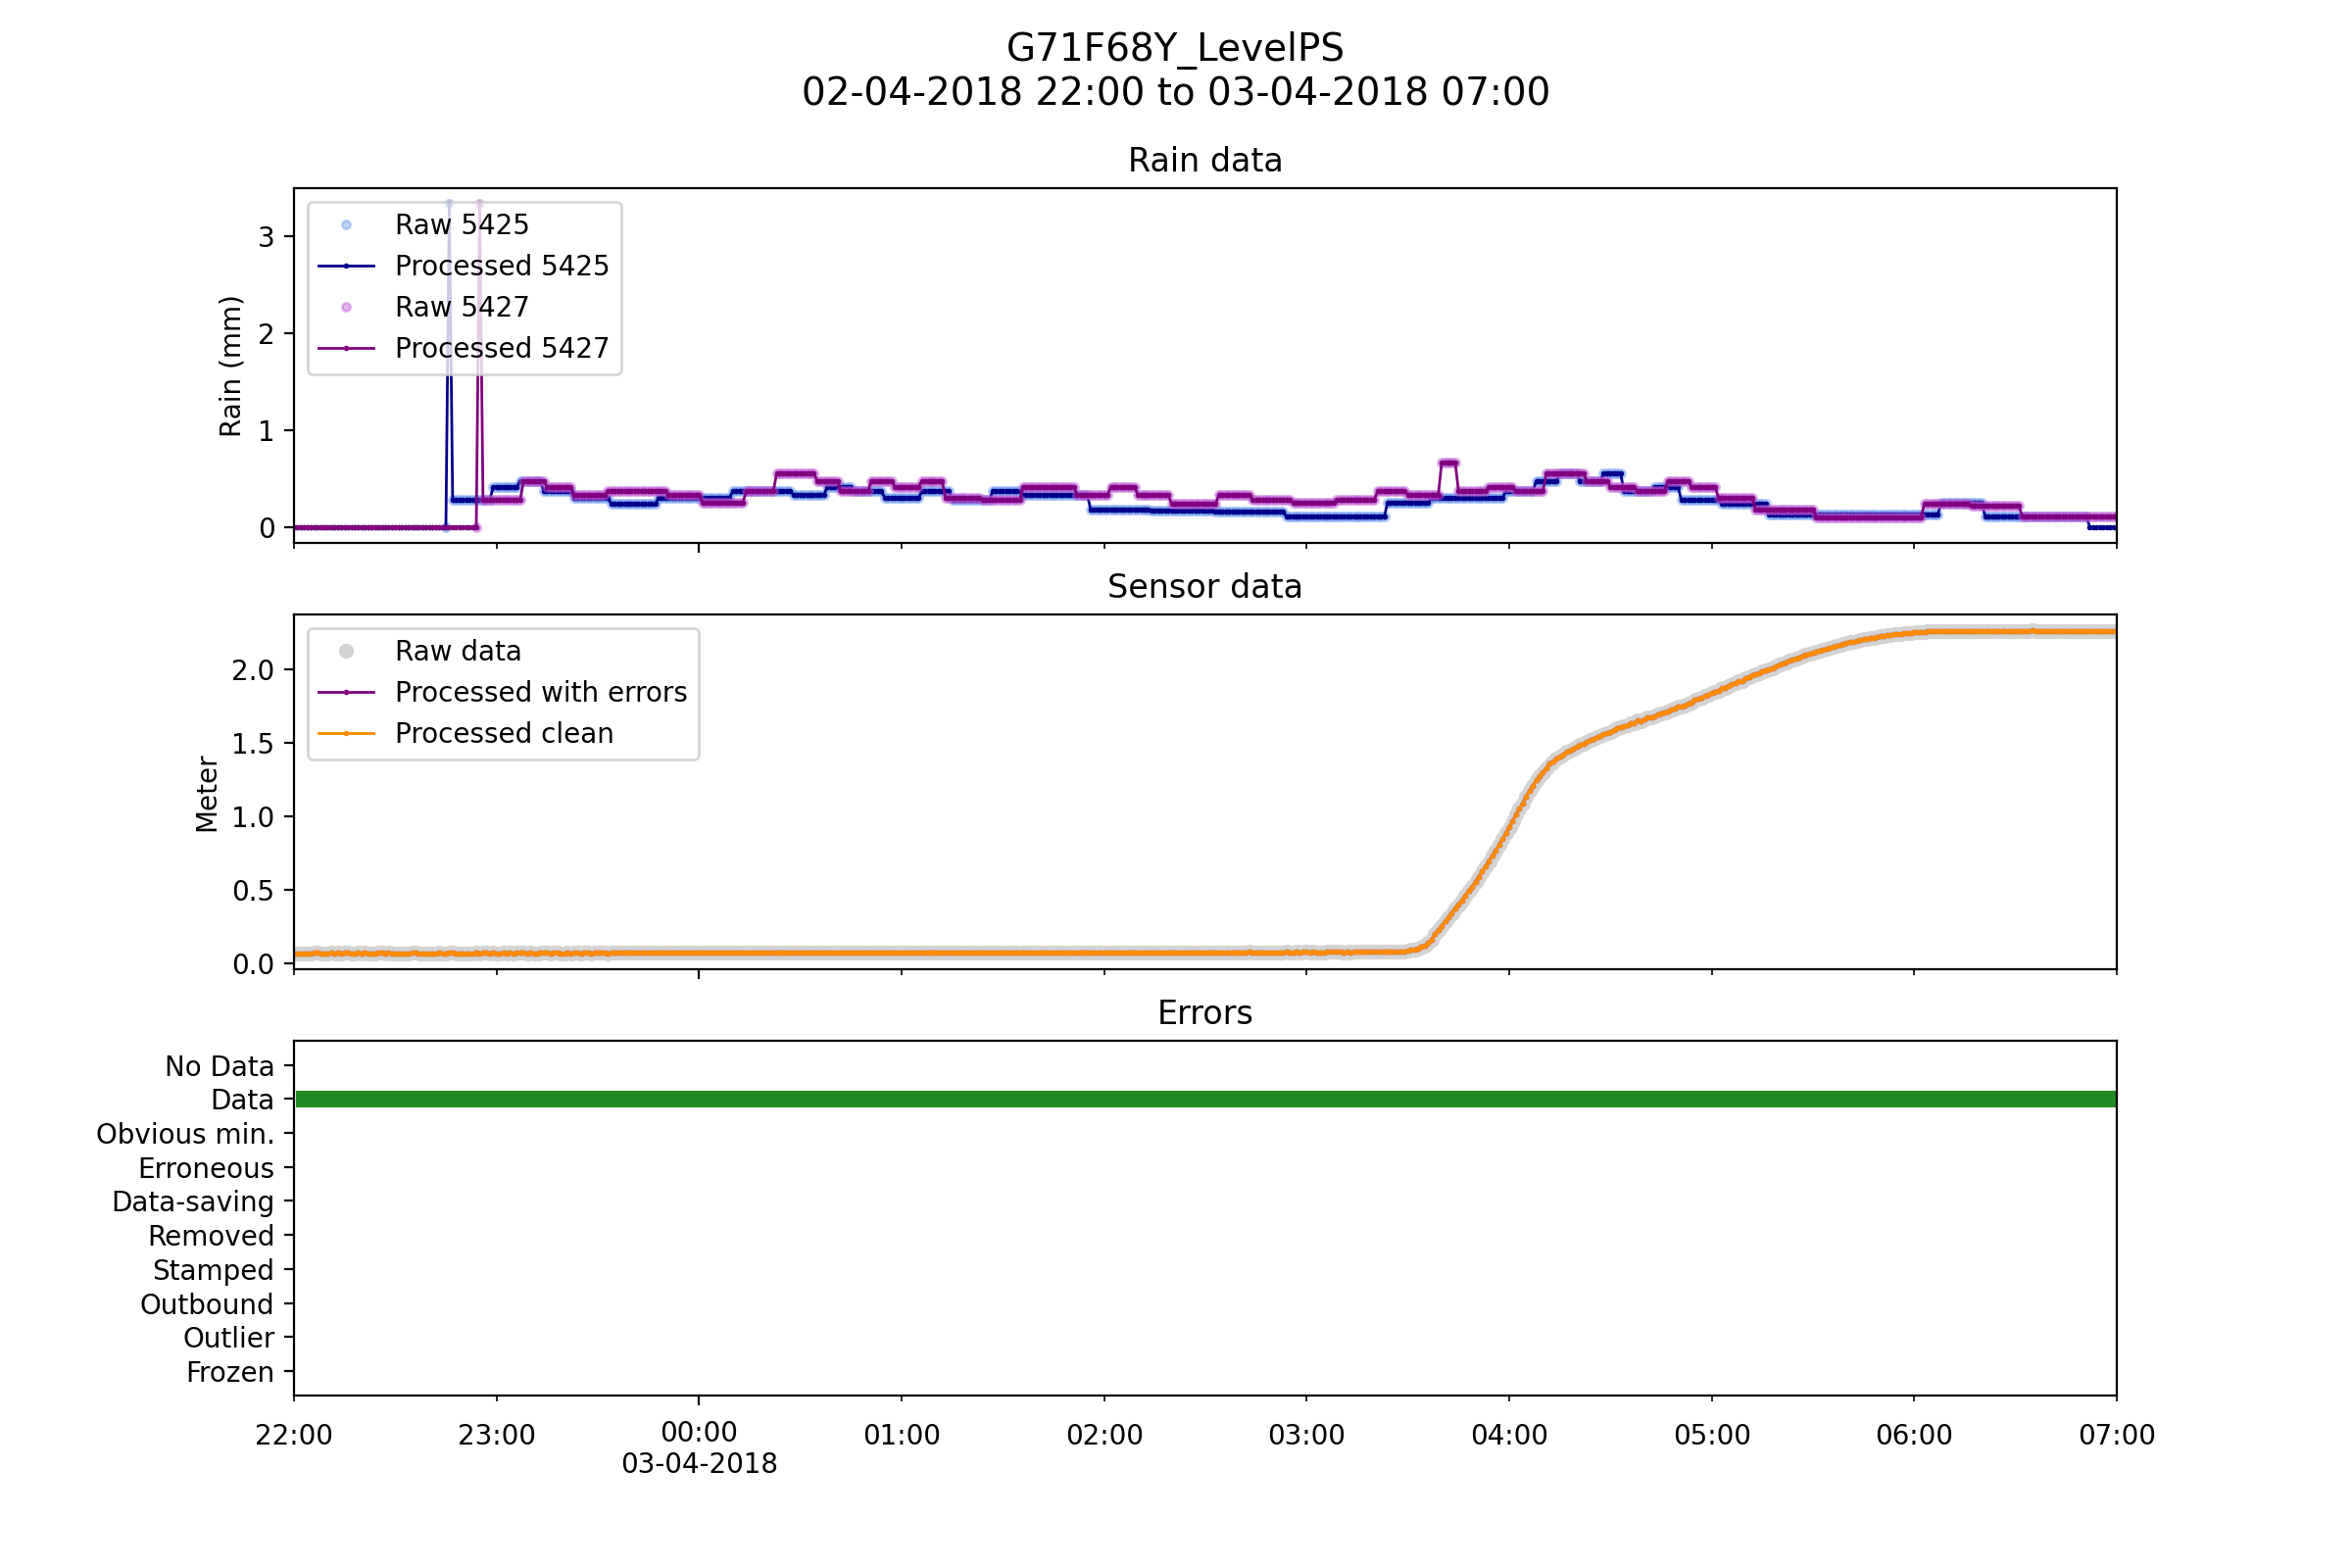 G71F68Y_LevelPS
02-04-2018 22:00 to 03-04-2018 07:00
Rain data
Rain (mm)
3
2
1
0
Raw 5425
Processed 5425
Raw 5427
Processed 5427
Sensor data
Meter
2.0
1.5
1.0
0.5
0.0
Raw data
Processed with errors
Processed clean
Errors
No Data
Data
Obvious min.
Erroneous
Data-saving
Removed
Stamped
Outbound
Outlier
Frozen
22:00 23:00 00:00 01:00 02:00 03:00 04:00 05:00 06:00 07:00
03-04-2018